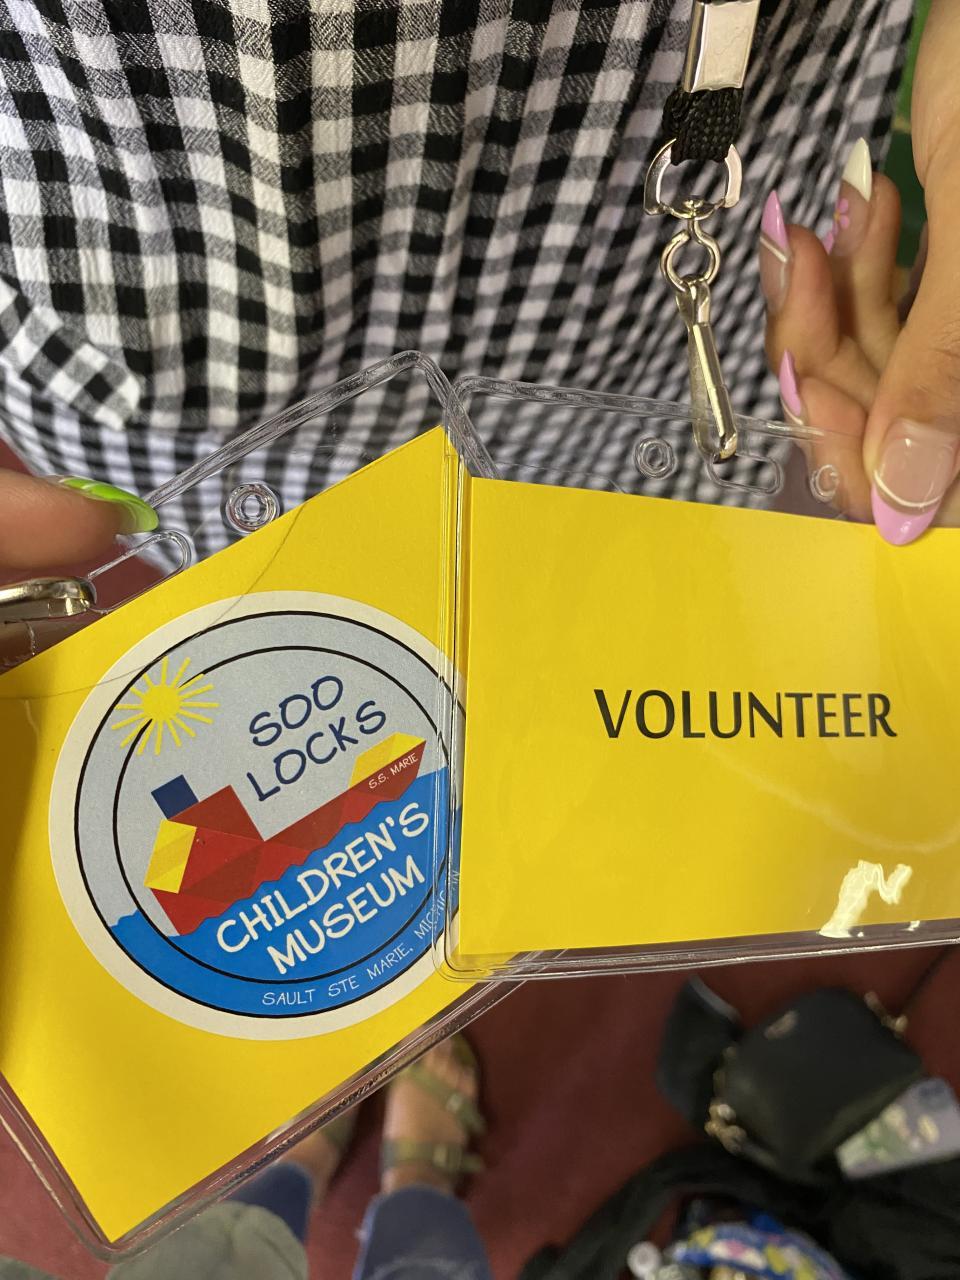 SOO
LOCKS
S.S. MARIE
CHILDREN'S
MUSEUM
SAULT STE MARIE, MICHIGAN
VOLUNTEER